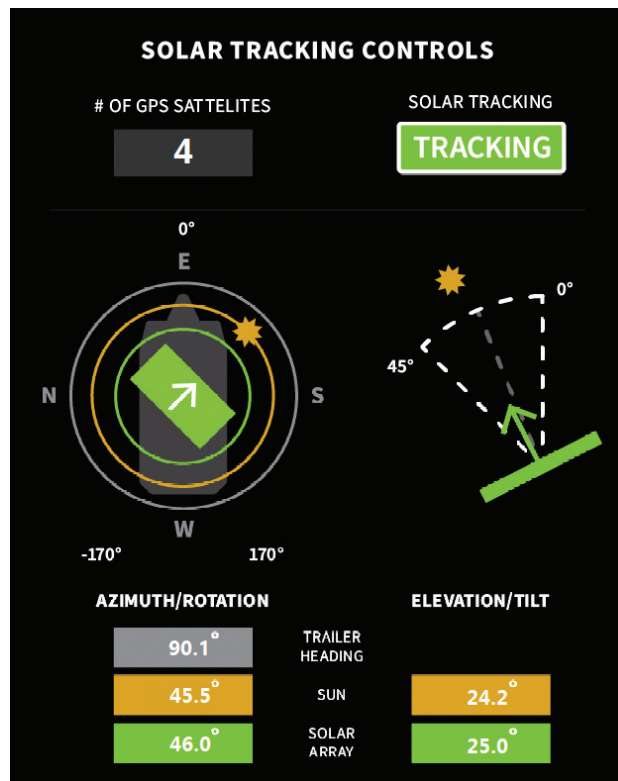 SOLAR TRACKING CONTROLS
# OF GPS SATTELITES
SOLAR TRACKING
4
TRACKING
0°
E
0°
45°
N
S
W
-170°
170°
AZIMUTH/ROTATION
ELEVATION/TILT
90.1°
TRAILER
HEADING
45.5°
SUN
24.2°
46.0°
SOLAR
ARRAY
25.0°